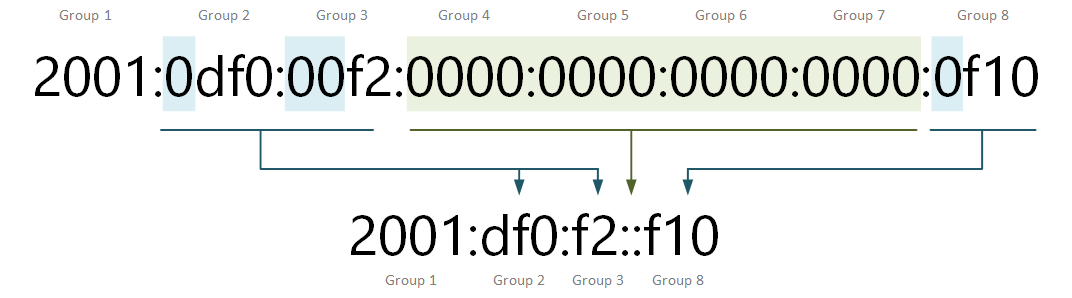 Group 1 Group 2 Group 3 Group 4 Group 5 Group 6 Group 7 Group 8
2001:0df0:00f2:0000:0000:0000:0000:0f10
2001:df0:f2::f10
Group 1 Group 2 Group 3 Group 8